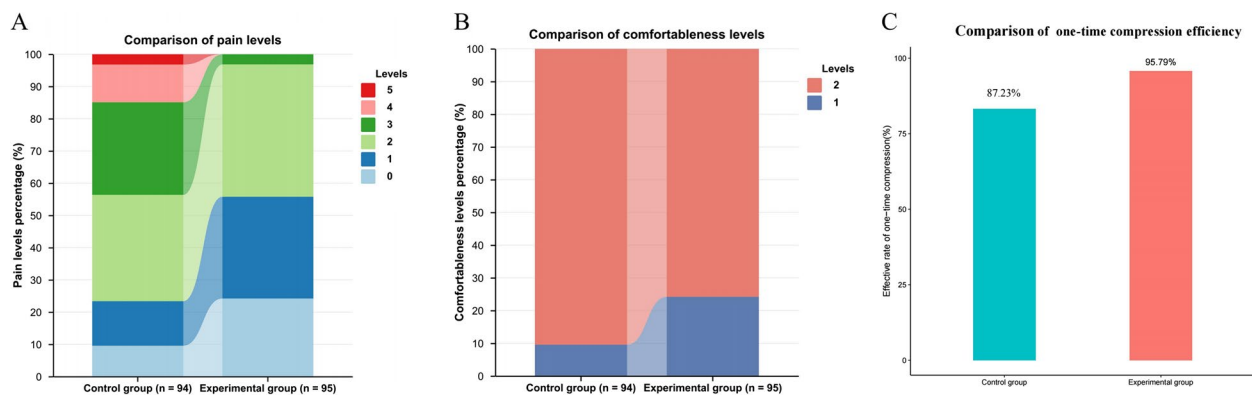 A
Comparison of pain levels
Pain levels percentage (%)
100
90
80
70
60
50
40
30
20
10
0
Control group (n = 94)
Experimental group (n = 95)
Levels
5
4
3
2
1
0
B
Comparison of comfortableness levels
Comfortableness levels percentage (%)
100
90
80
70
60
50
40
30
20
10
0
Control group (n = 94)
Experimental group (n = 95)
Levels
2
1
C
Comparison of one-time compression efficiency
Effective rate of one-time compression(%)
100
75
50
25
0
87.23%
95.79%
Control group
Experimental group